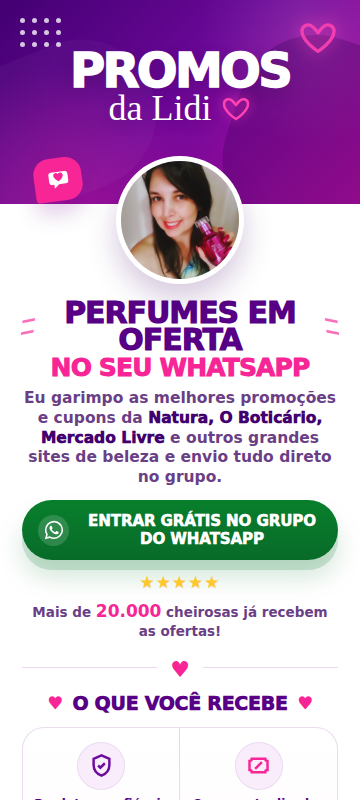 PROMOS
da Lidi
PERFUMES EM
OFERTA
NO SEU WHATSAPP
Eu garimpo as melhores promoções
e cupons da Natura, O Boticário,
Mercado Livre e outros grandes
sites de beleza e envio tudo direto
no grupo.
ENTRAR GRÁTIS NO GRUPO
DO WHATSAPP
★★★★★
Mais de 20.000 cheirosas já recebem
as ofertas!
O QUE VOCÊ RECEBE